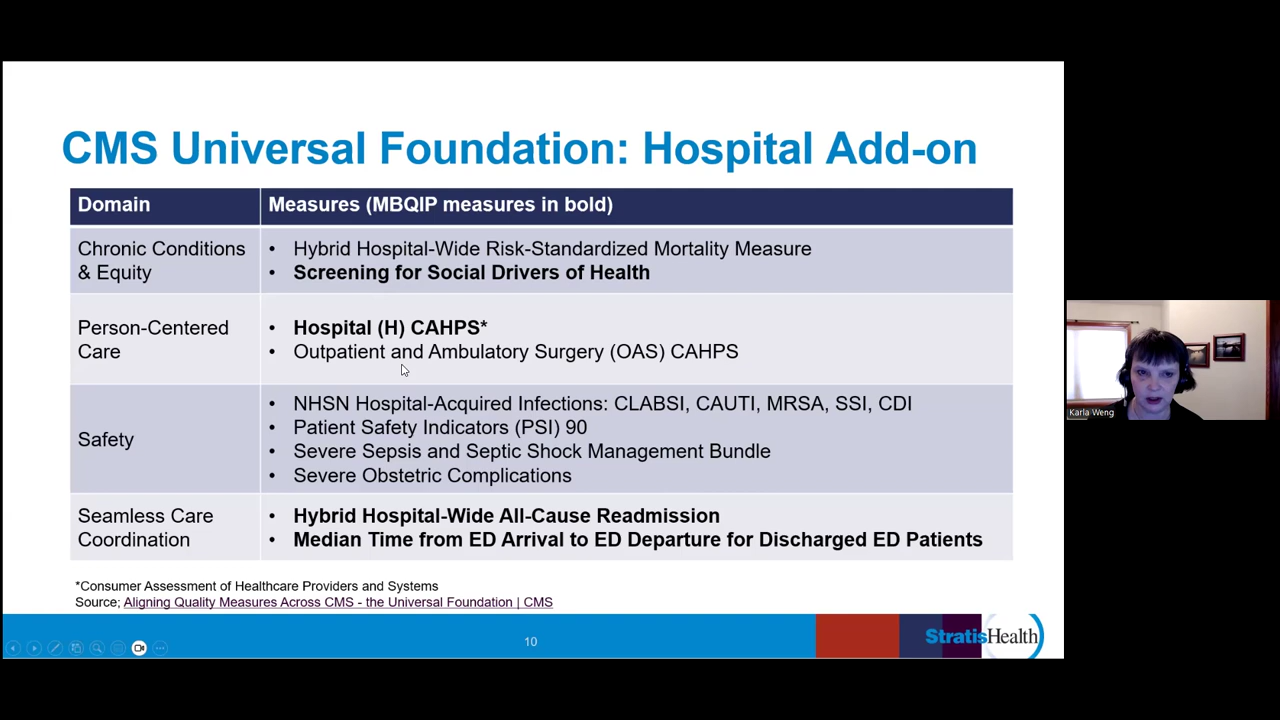 CMS Universal Foundation: Hospital Add-on
Domain
Measures (MBQIP measures in bold)
Chronic Conditions
& Equity
• Hybrid Hospital-Wide Risk-Standardized Mortality Measure
• Screening for Social Drivers of Health
Person-Centered
Care
• Hospital (H) CAHPS*
• Outpatient and Ambulatory Surgery (OAS) CAHPS
Safety
• NHSN Hospital-Acquired Infections: CLABSI, CAUTI, MRSA, SSI, CDI
• Patient Safety Indicators (PSI) 90
• Severe Sepsis and Septic Shock Management Bundle
• Severe Obstetric Complications
Seamless Care
Coordination
• Hybrid Hospital-Wide All-Cause Readmission
• Median Time from ED Arrival to ED Departure for Discharged ED Patients
*Consumer Assessment of Healthcare Providers and Systems
Source; Aligning Quality Measures Across CMS - the Universal Foundation | CMS
10
StratisHealth
Karla Weng